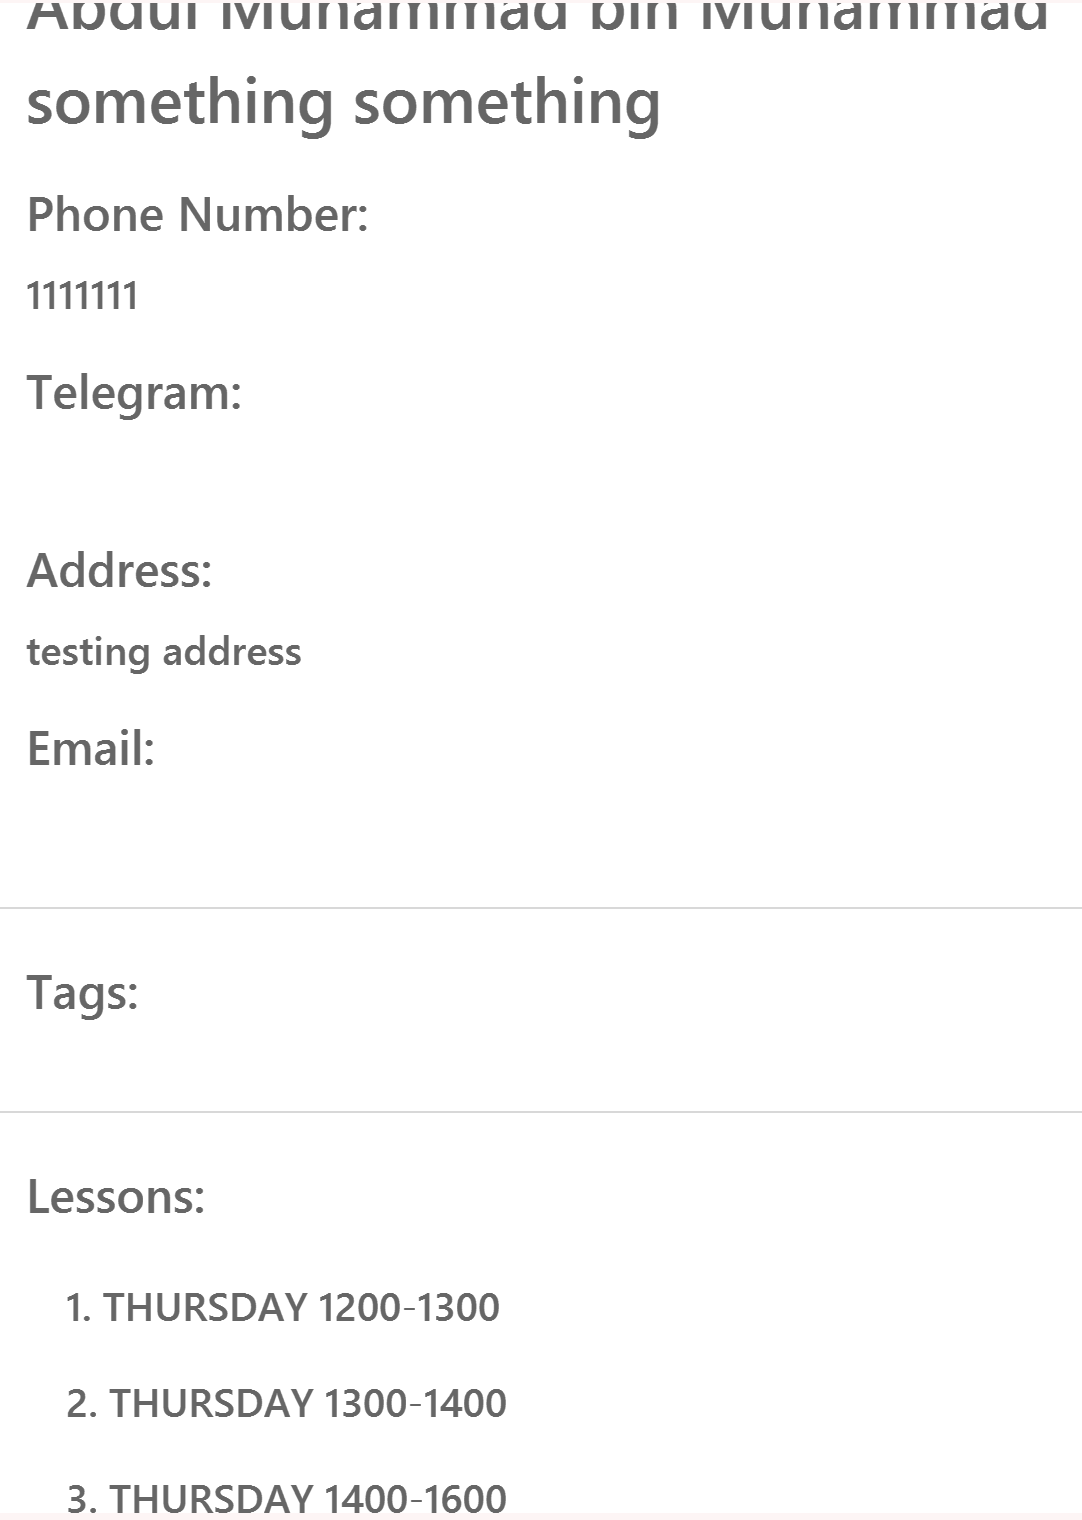 Abdul Muhammad bin Muhammad
something something
Phone Number:
1111111
Telegram:
Address:
testing address
Email:
Tags:
Lessons:
1. THURSDAY 1200-1300
2. THURSDAY 1300-1400
3. THURSDAY 1400-1600